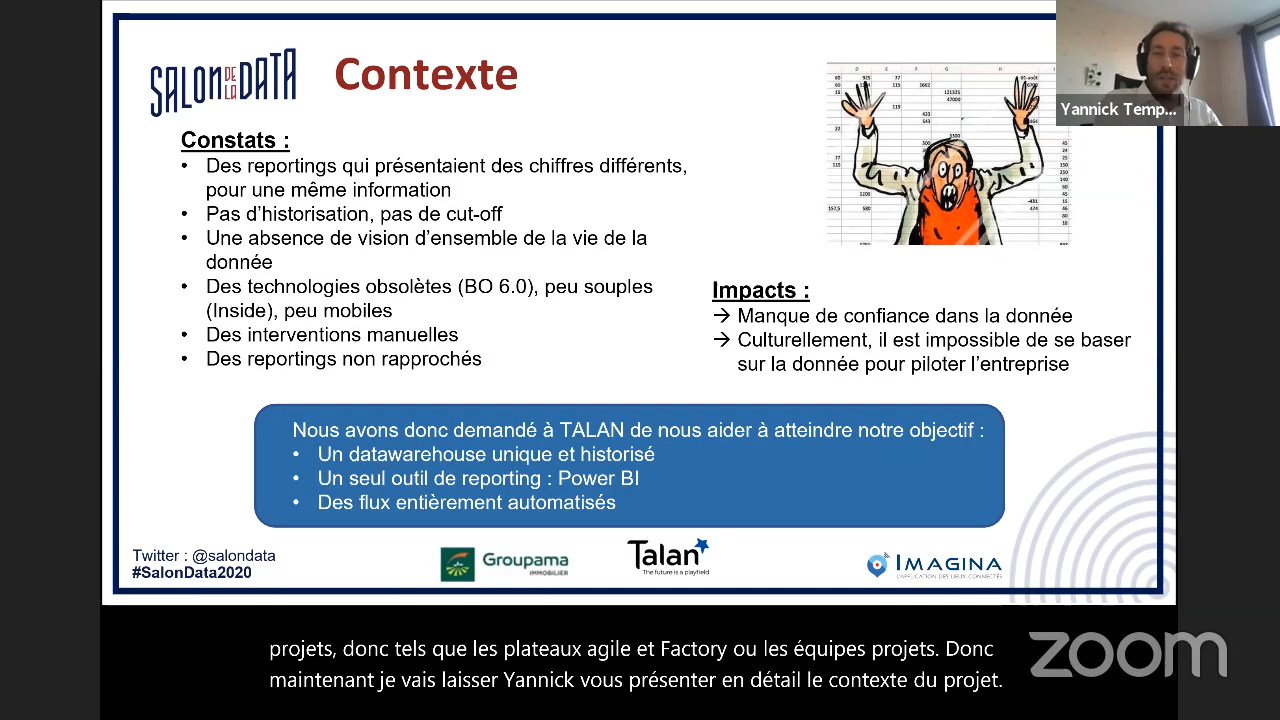 SALON DE LA DATA
Contexte
Yannick Temp...
Constats :
• Des reportings qui présentaient des chiffres différents,
pour une même information
• Pas d'historisation, pas de cut-off
• Une absence de vision d'ensemble de la vie de la
donnée
• Des technologies obsolètes (BO 6.0), peu souples
(Inside), peu mobiles
• Des interventions manuelles
• Des reportings non rapprochés
Impacts :
→ Manque de confiance dans la donnée
→ Culturellement, il est impossible de se baser
sur la donnée pour piloter l'entreprise
Nous avons donc demandé à TALAN de nous aider à atteindre notre objectif :
• Un datawarehouse unique et historisé
• Un seul outil de reporting : Power BI
• Des flux entièrement automatisés
Twitter : @salondata
#SalonData2020
Groupama
IMMOBILIER
Talan
The future is a playfield
IMAGINA
L'APPLICATION DES LIEUX CONNECTÉS
projets, donc tels que les plateaux agile et Factory ou les équipes projets. Donc
maintenant je vais laisser Yannick vous présenter en détail le contexte du projet.
zoom